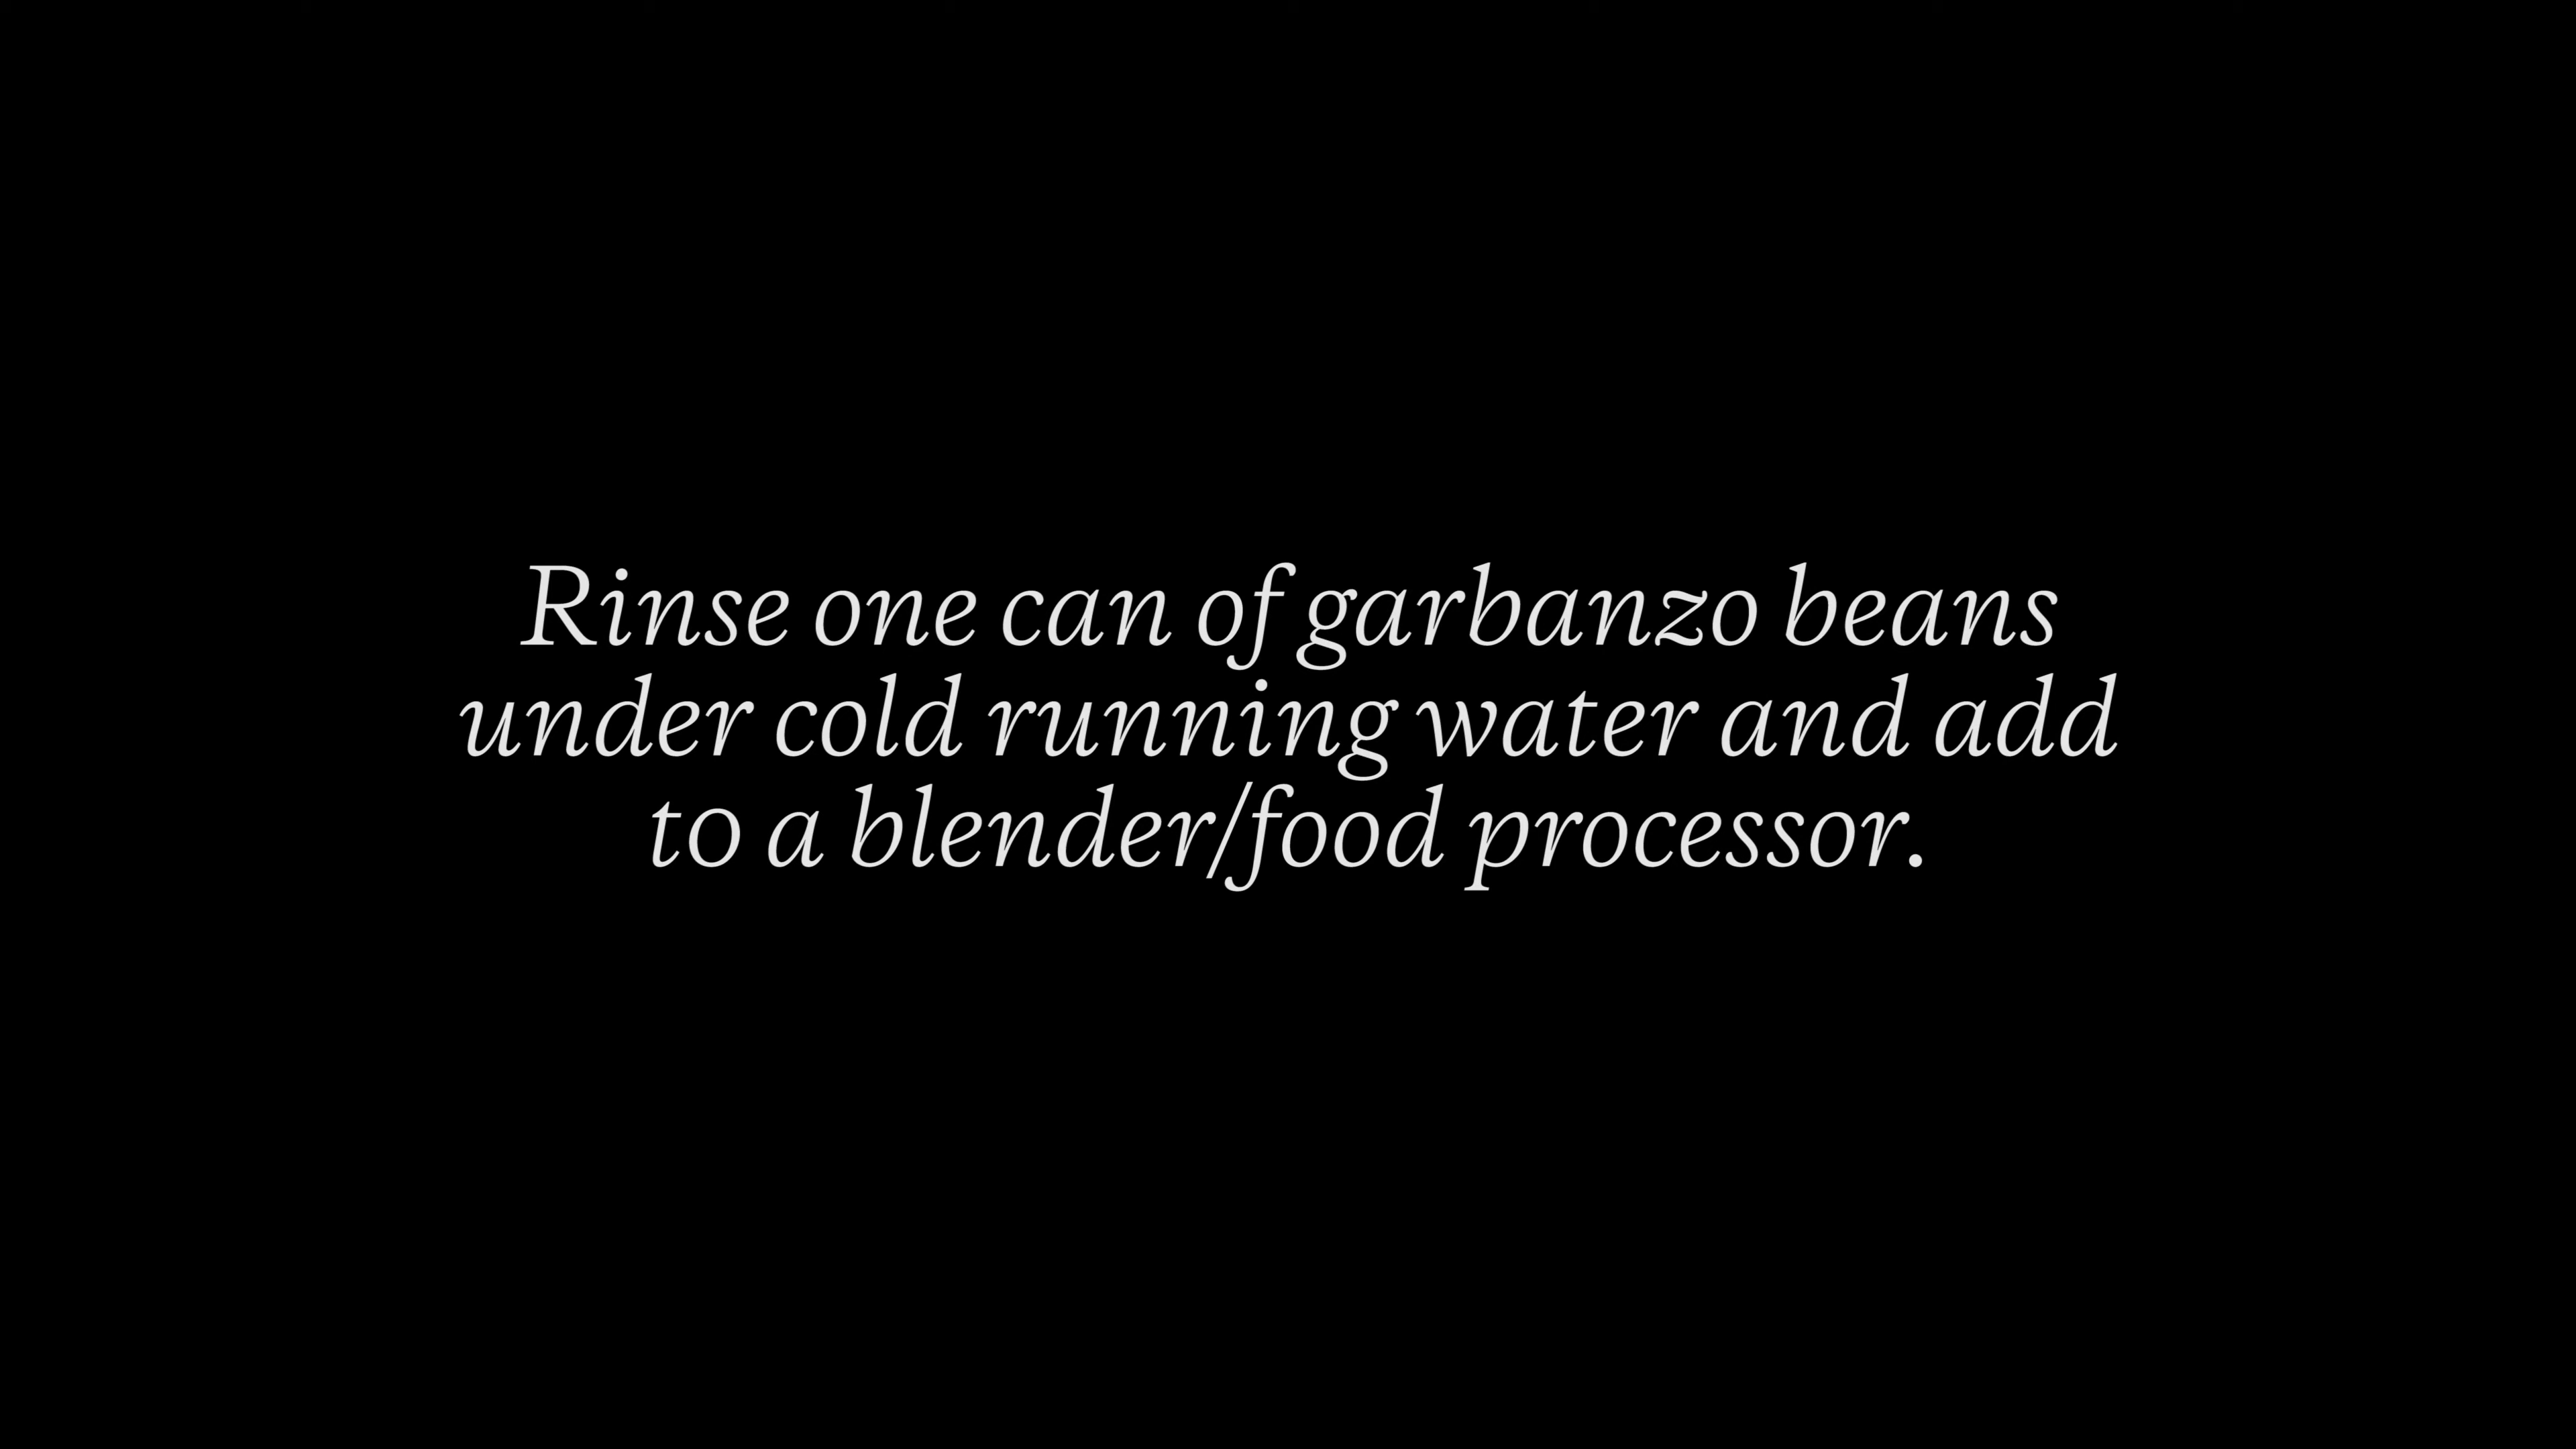 Rinse one can of garbanzo beans
under cold running water and add
to a blender/food processor.